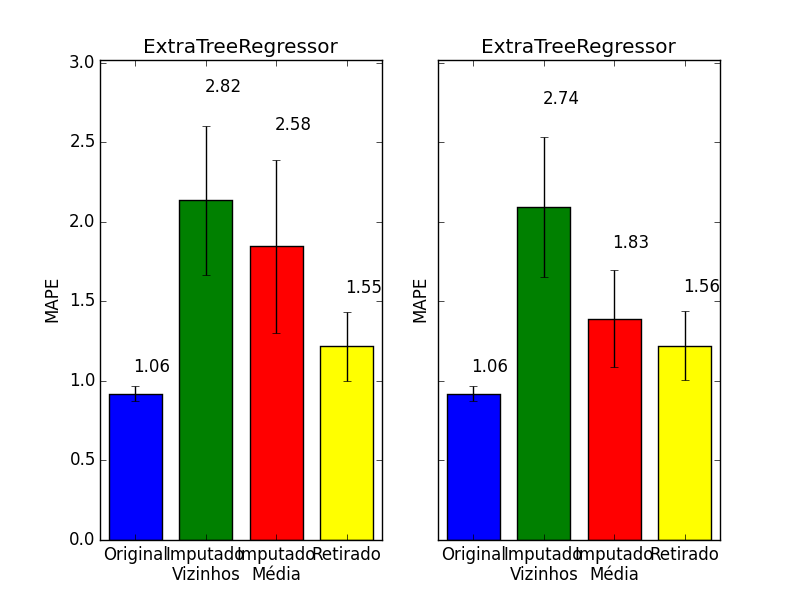 ExtraTreeRegressor
MAPE
3.0
2.5
2.0
1.5
1.0
0.5
0.0
1.06
2.82
2.58
1.55
Original
Imputado
Vizinhos
Imputado
Média
Retirado
ExtraTreeRegressor
MAPE
1.06
2.74
1.83
1.56
Original
Imputado
Vizinhos
Imputado
Média
Retirado